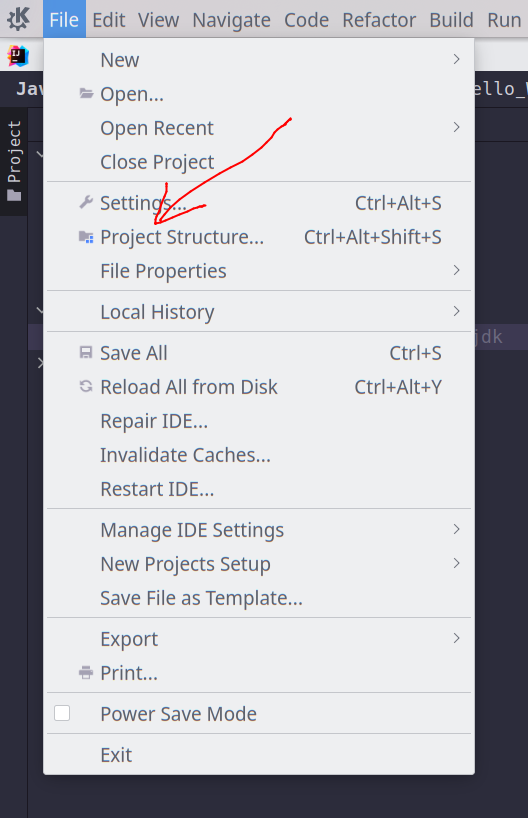 File Edit View Navigate Code Refactor Build Run
New
Open...
Open Recent
Close Project
Settings... Ctrl+Alt+S
Project Structure... Ctrl+Alt+Shift+S
File Properties
Local History
Save All Ctrl+S
Reload All from Disk Ctrl+Alt+Y
Repair IDE...
Invalidate Caches...
Restart IDE...
Manage IDE Settings
New Projects Setup
Save File as Template...
Export
Print...
Power Save Mode
Exit
Project
jdk